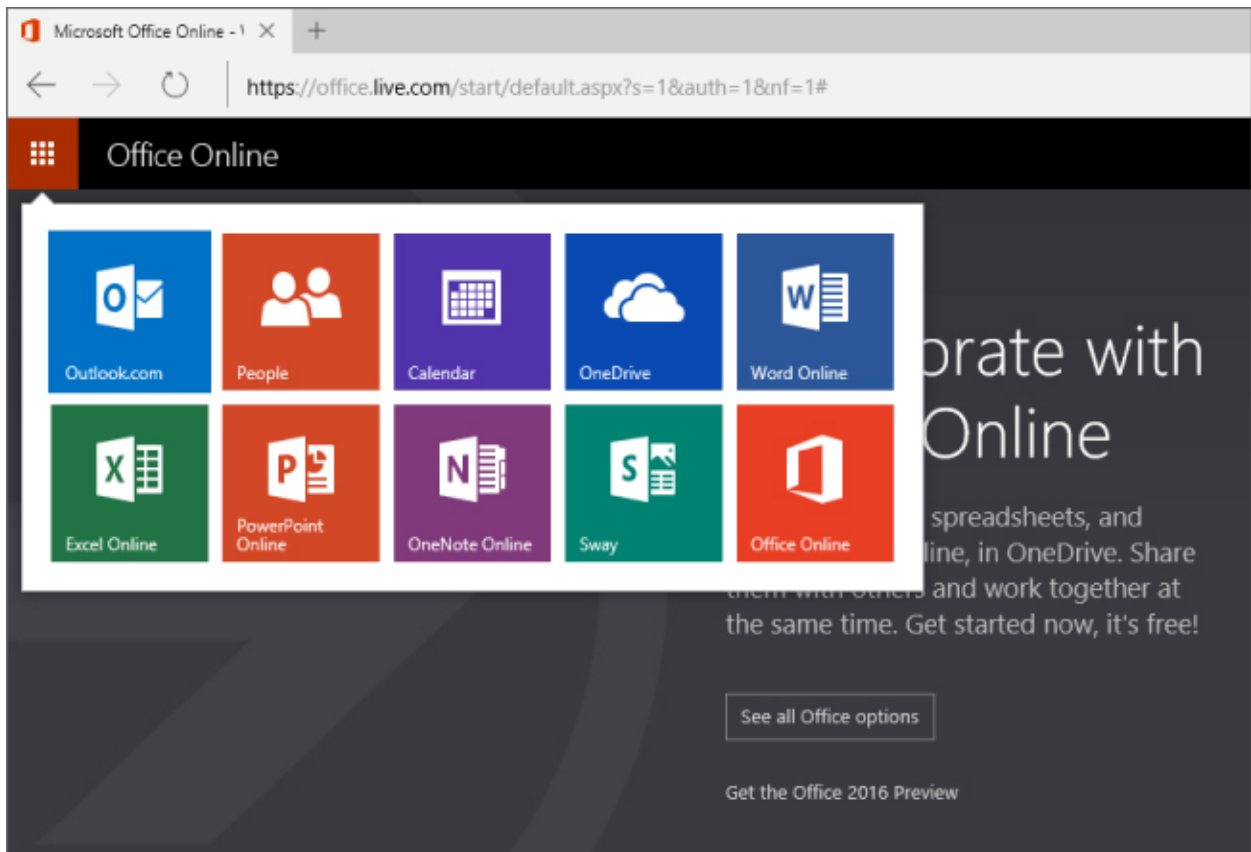 Microsoft Office Online -
https://office.live.com/start/default.aspx?s=1&auth=1&nf=1#
Office Online
Outlook.com
People
Calendar
OneDrive
Word Online
Excel Online
PowerPoint
Online
OneNote Online
Sway
Office Online
orate with
Online
spreadsheets, and
line, in OneDrive. Share
them with others and work together at
the same time. Get started now, it's free!
See all Office options
Get the Office 2016 Preview